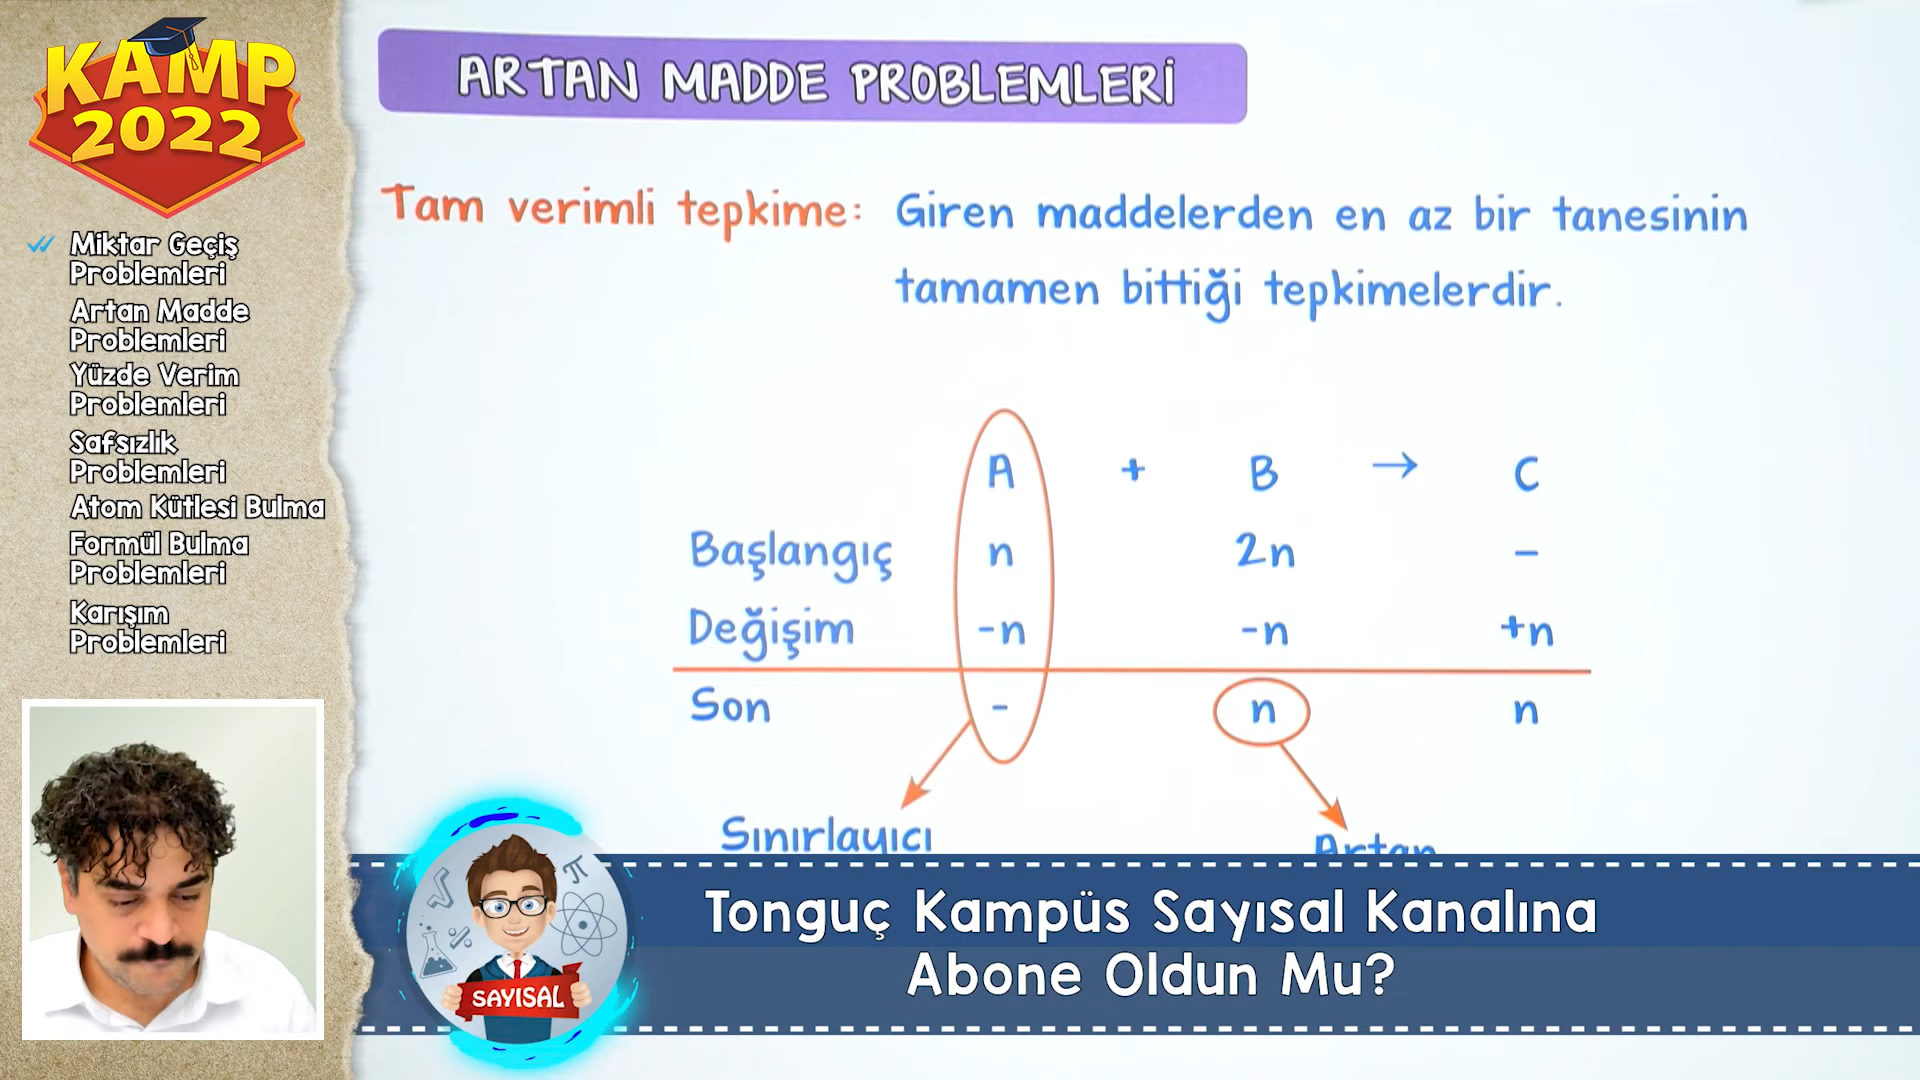 KAMP
2022
Miktar Geçiş
Problemleri
Artan Madde
Problemleri
Yüzde Verim
Problemleri
Safsızlık
Problemleri
Atom Kütlesi Bulma
Formül Bulma
Problemleri
Karışım
Problemleri
ARTAN MADDE PROBLEMLERİ
Tam verimli tepkime: Giren maddelerden en az bir tanesinin
tamamen bittiği tepkimelerdir.
A + B → C
Başlangıç n 2n -
Değişim -n -n +n
Son - n n
Sınırlayıcı Artan
√ π %
SAYISAL
Tonguç Kampüs Sayısal Kanalına
Abone Oldun Mu?